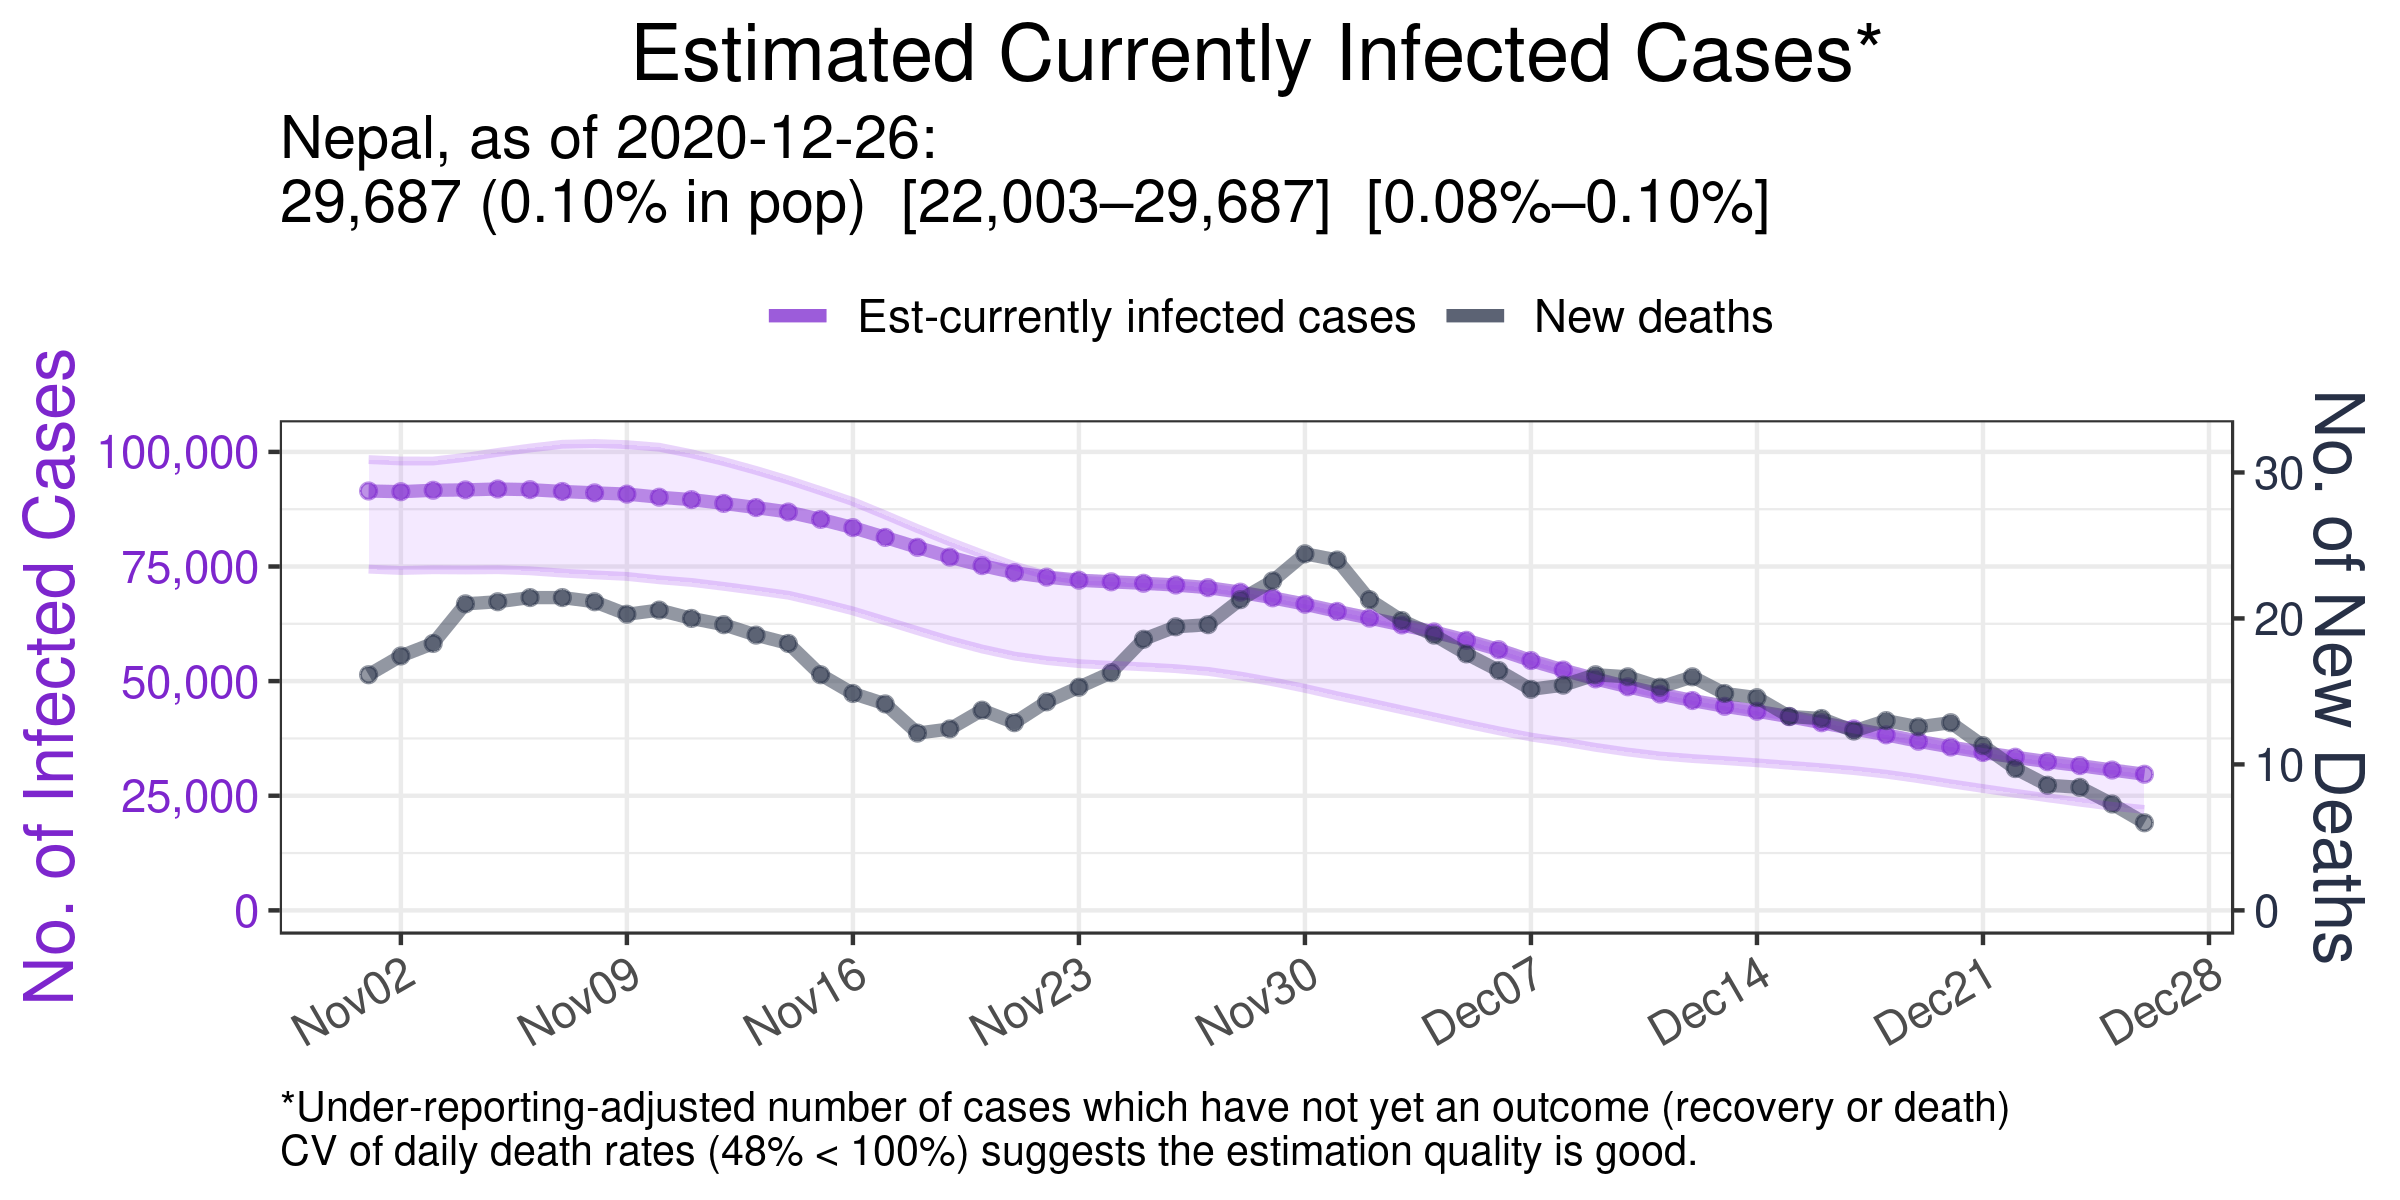 Estimated Currently Infected Cases*
Nepal, as of 2020-12-26:
29,687 (0.10% in pop)  [22,003–29,687]  [0.08%–0.10%]
Est-currently infected cases
New deaths
No. of Infected Cases
100,000
75,000
50,000
25,000
0
No. of New Deaths
30
20
10
0
Nov02
Nov09
Nov16
Nov23
Nov30
Dec07
Dec14
Dec21
Dec28
*Under-reporting-adjusted number of cases which have not yet an outcome (recovery or death)
CV of daily death rates (48% < 100%) suggests the estimation quality is good.